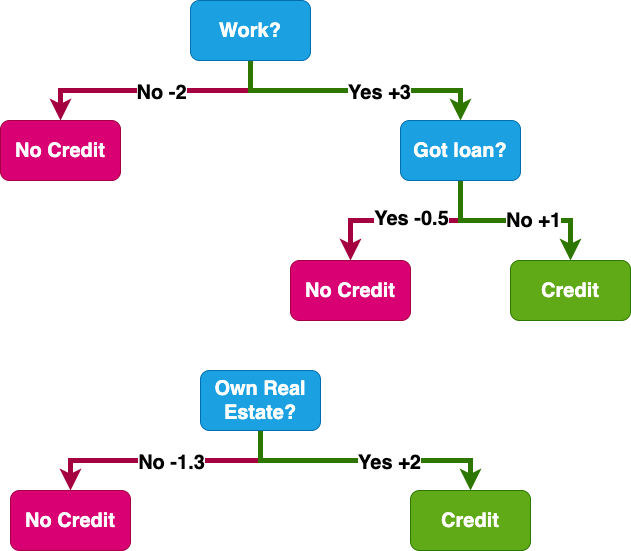 Work?
No -2
Yes +3
No Credit
Got loan?
Yes -0.5
No +1
No Credit
Credit
Own Real
Estate?
No -1.3
Yes +2
No Credit
Credit